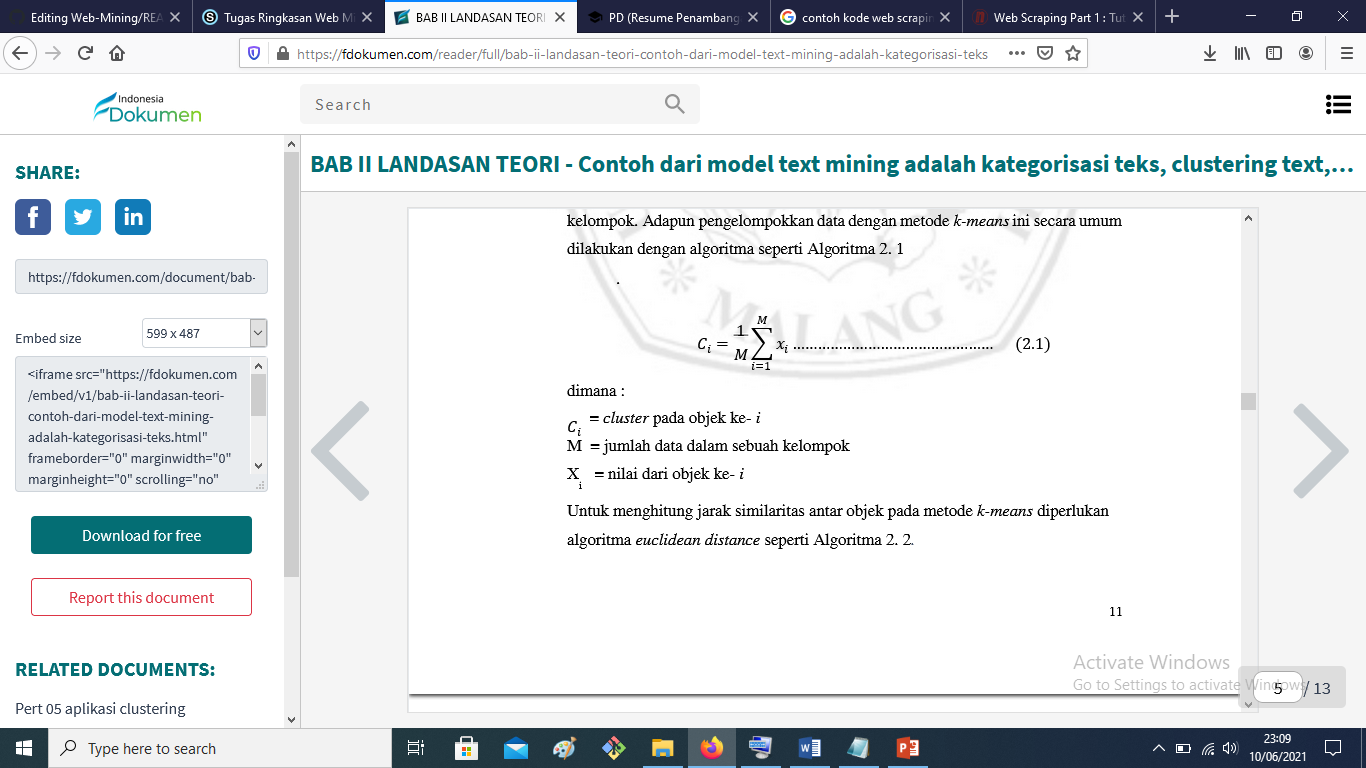 Editing Web-Mining/REA
Tugas Ringkasan Web Mi
BAB II LANDASAN TEORI
PD (Resume Penambang
contoh kode web scrapin
Web Scraping Part 1 : Tut
https://fdokumen.com/reader/full/bab-ii-landasan-teori-contoh-dari-model-text-mining-adalah-kategorisasi-teks
Indonesia
Dokumen
Search
SHARE:
https://fdokumen.com/document/bab-
Embed size
599 x 487
<iframe src="https://fdokumen.com
/embed/v1/bab-ii-landasan-teori-
contoh-dari-model-text-mining-
adalah-kategorisasi-teks.html"
frameborder="0" marginwidth="0"
marginheight="0" scrolling="no"
Download for free
Report this document
RELATED DOCUMENTS:
Pert 05 aplikasi clustering
BAB II LANDASAN TEORI - Contoh dari model text mining adalah kategorisasi teks, clustering text,...
kelompok. Adapun pengelompokkan data dengan metode k-means ini secara umum
dilakukan dengan algoritma seperti Algoritma 2. 1
.
MALANG
C_i = 1/M ∑_{i=1}^{M} x_i ................................................ (2.1)
dimana :
C_i = cluster pada objek ke- i
M = jumlah data dalam sebuah kelompok
X_i = nilai dari objek ke- i
Untuk menghitung jarak similaritas antar objek pada metode k-means diperlukan
algoritma euclidean distance seperti Algoritma 2. 2.
11
Activate Windows
Go to Settings to activate Windows.
5 / 13
Type here to search
23:09
10/06/2021